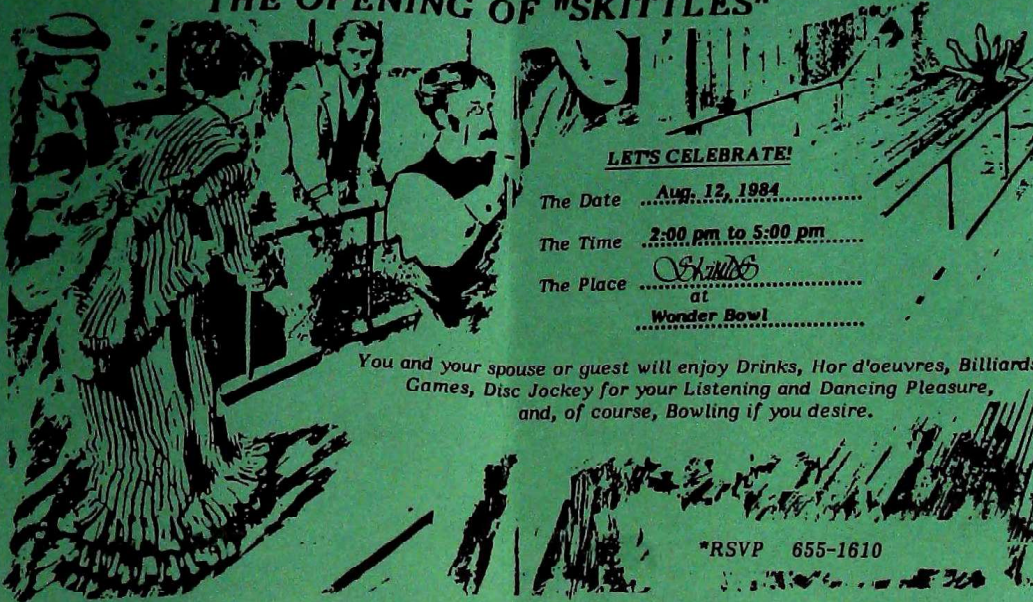 THE OPENING OF "SKITTLES"
LET'S CELEBRATE!
The Date Aug. 12, 1984
The Time 2:00 pm to 5:00 pm
The Place Skittles
at
Wonder Bowl
You and your spouse or guest will enjoy Drinks, Hor d'oeuvres, Billiards
Games, Disc Jockey for your Listening and Dancing Pleasure,
and, of course, Bowling if you desire.
*RSVP 655-1610